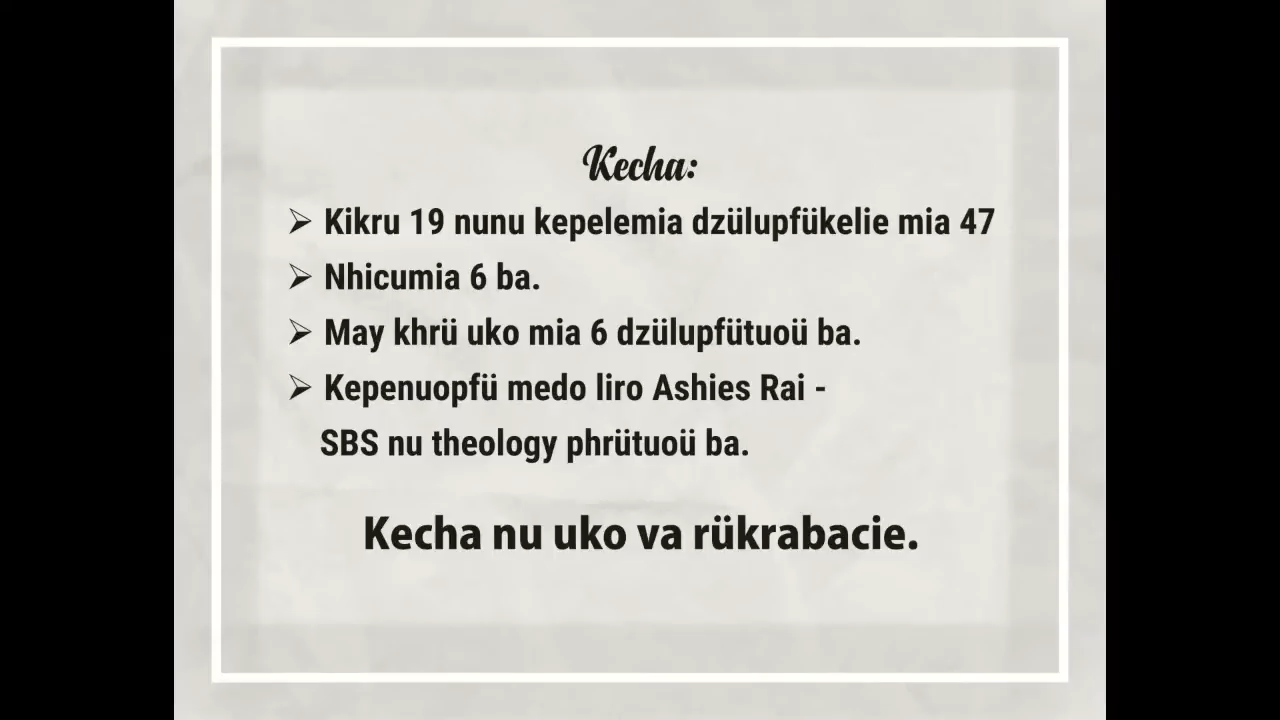 Kecha:
➢ Kikru 19 nunu kepelemia dzülupfükelie mia 47
➢ Nhicumia 6 ba.
➢ May khrü uko mia 6 dzülupfütuoü ba.
➢ Kepenuopfü medo liro Ashies Rai -
SBS nu theology phrütuoü ba.
Kecha nu uko va rükrabacie.